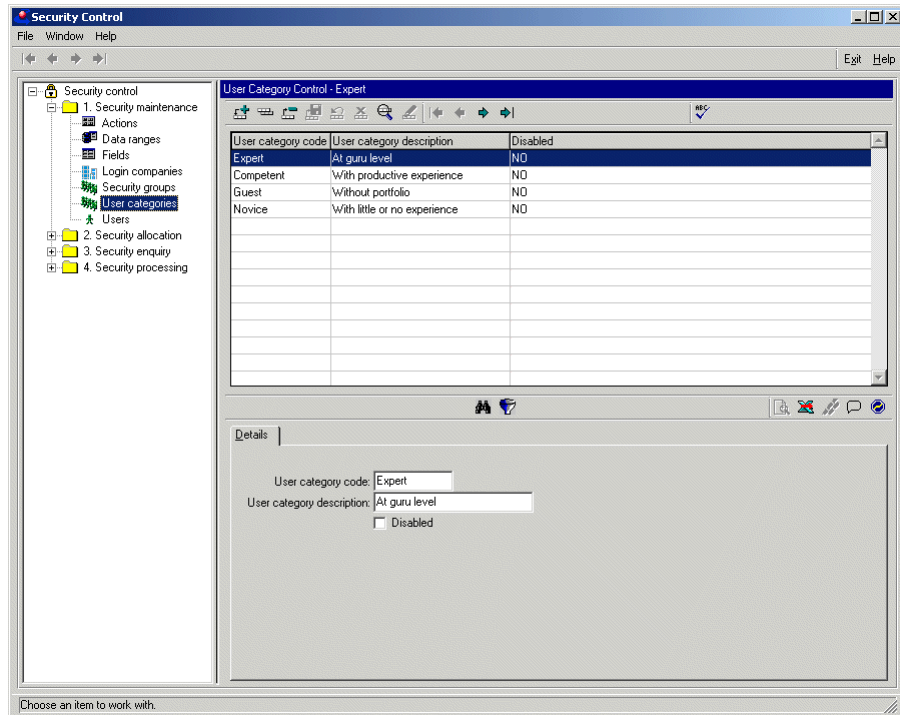 Security Control
File Window Help
Exit Help
Security control
1. Security maintenance
Actions
Data ranges
Fields
Login companies
Security groups
User categories
Users
2. Security allocation
3. Security enquiry
4. Security processing
User Category Control - Expert
ABC
User category code User category description Disabled
Expert At guru level NO
Competent With productive experience NO
Guest Without portfolio NO
Novice With little or no experience NO
Details
User category code: Expert
User category description: At guru level
Disabled
Choose an item to work with.